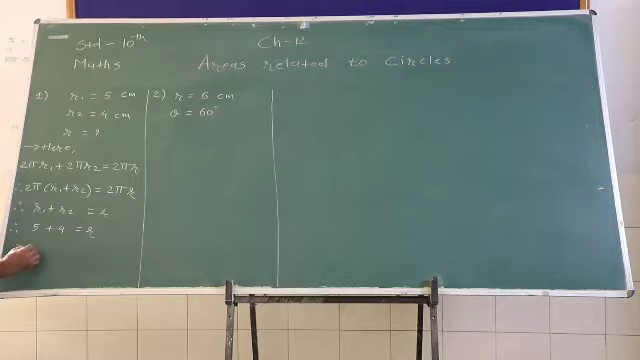 Std - 10th
Maths
Ch-12
Areas related to Circles
1) r1 = 5 cm
r2 = 4 cm
r = ?
→ Here,
2πr1 + 2πr2 = 2πr
∴ 2π(r1 + r2) = 2πr
∴ r1 + r2 = r
∴ 5 + 4 = r
2) r = 6 cm
θ = 60°